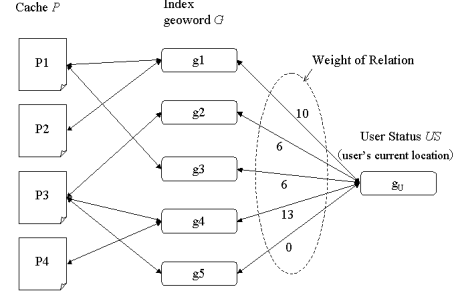 Cache P
Index
geoword G
Weight of Relation
P1
g1
10
g2
P2
6
User Status US
(user's current location)
g3
6
gU
P3
g4
13
P4
0
g5